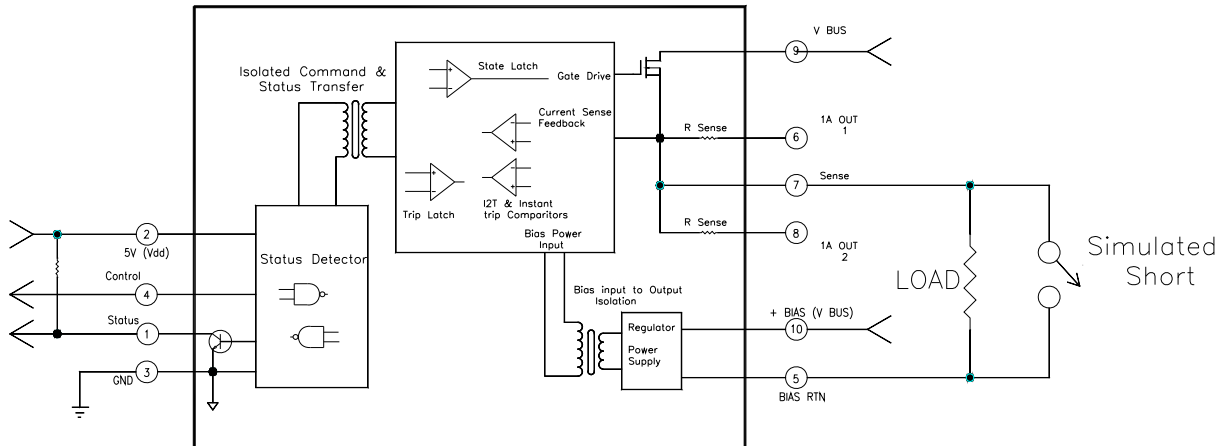 V BUS
9
Isolated Command &
Status Transfer
State Latch
Gate Drive
Current Sense
Feedback
R Sense
6
1A OUT
1
7
Sense
Trip Latch
I2T & Instant
trip Comparitors
R Sense
8
1A OUT
2
Bias Power
Input
2
5V (Vdd)
Status Detector
Control
4
Status
1
3
GND
Bias input to Output
Isolation
Regulator
Power
Supply
+ BIAS (V BUS)
10
5
BIAS RTN
LOAD
Simulated
Short